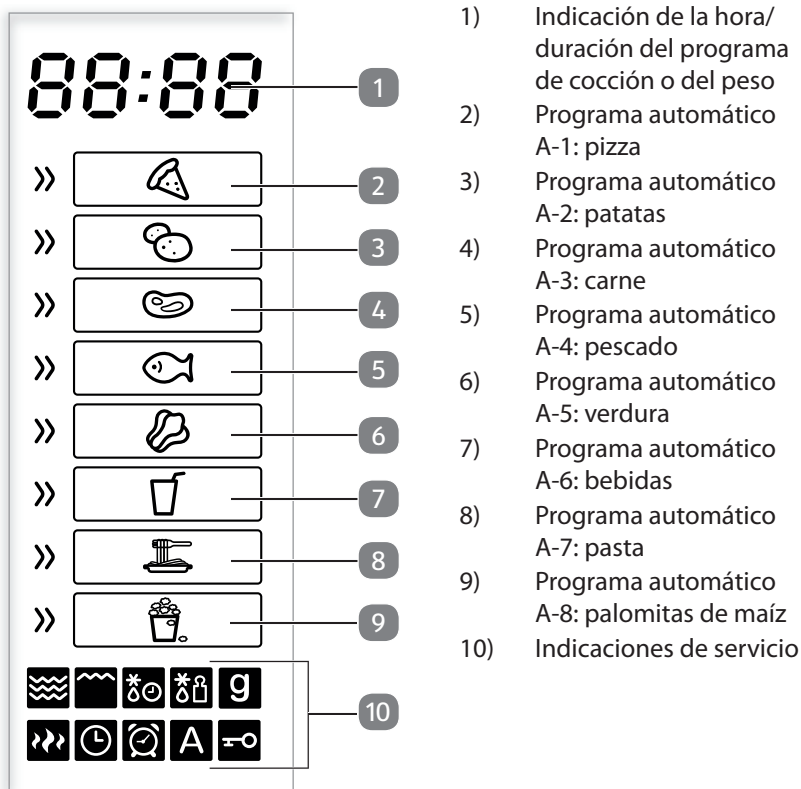 88:88
1
2
3
4
5
6
7
8
9
g
A
10
1) Indicación de la hora/
duración del programa
de cocción o del peso
2) Programa automático
A-1: pizza
3) Programa automático
A-2: patatas
4) Programa automático
A-3: carne
5) Programa automático
A-4: pescado
6) Programa automático
A-5: verdura
7) Programa automático
A-6: bebidas
8) Programa automático
A-7: pasta
9) Programa automático
A-8: palomitas de maíz
10) Indicaciones de servicio